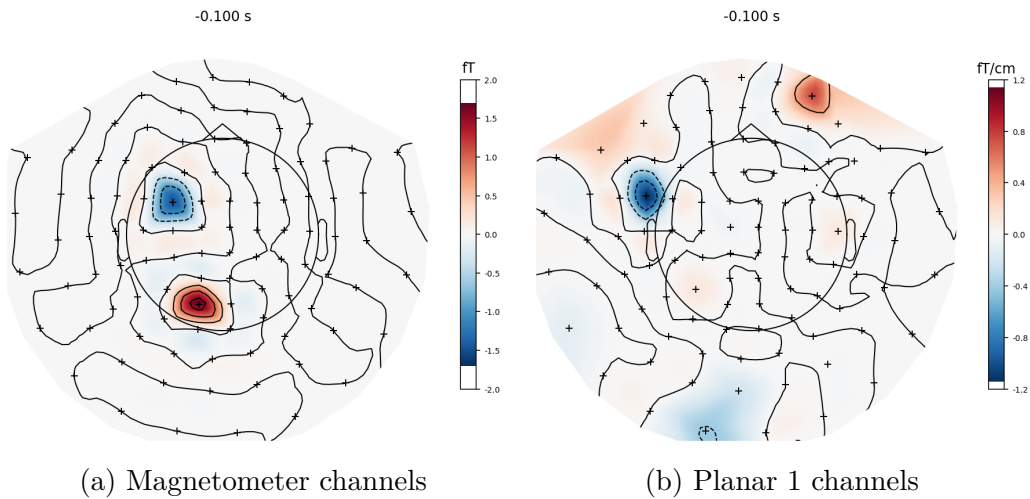 -0.100 s
-0.100 s
fT
2.0
1.5
1.0
0.5
0.0
-0.5
-1.0
-1.5
-2.0
fT/cm
1.2
0.8
0.4
0.0
-0.4
-0.8
-1.2
(a) Magnetometer channels
(b) Planar 1 channels